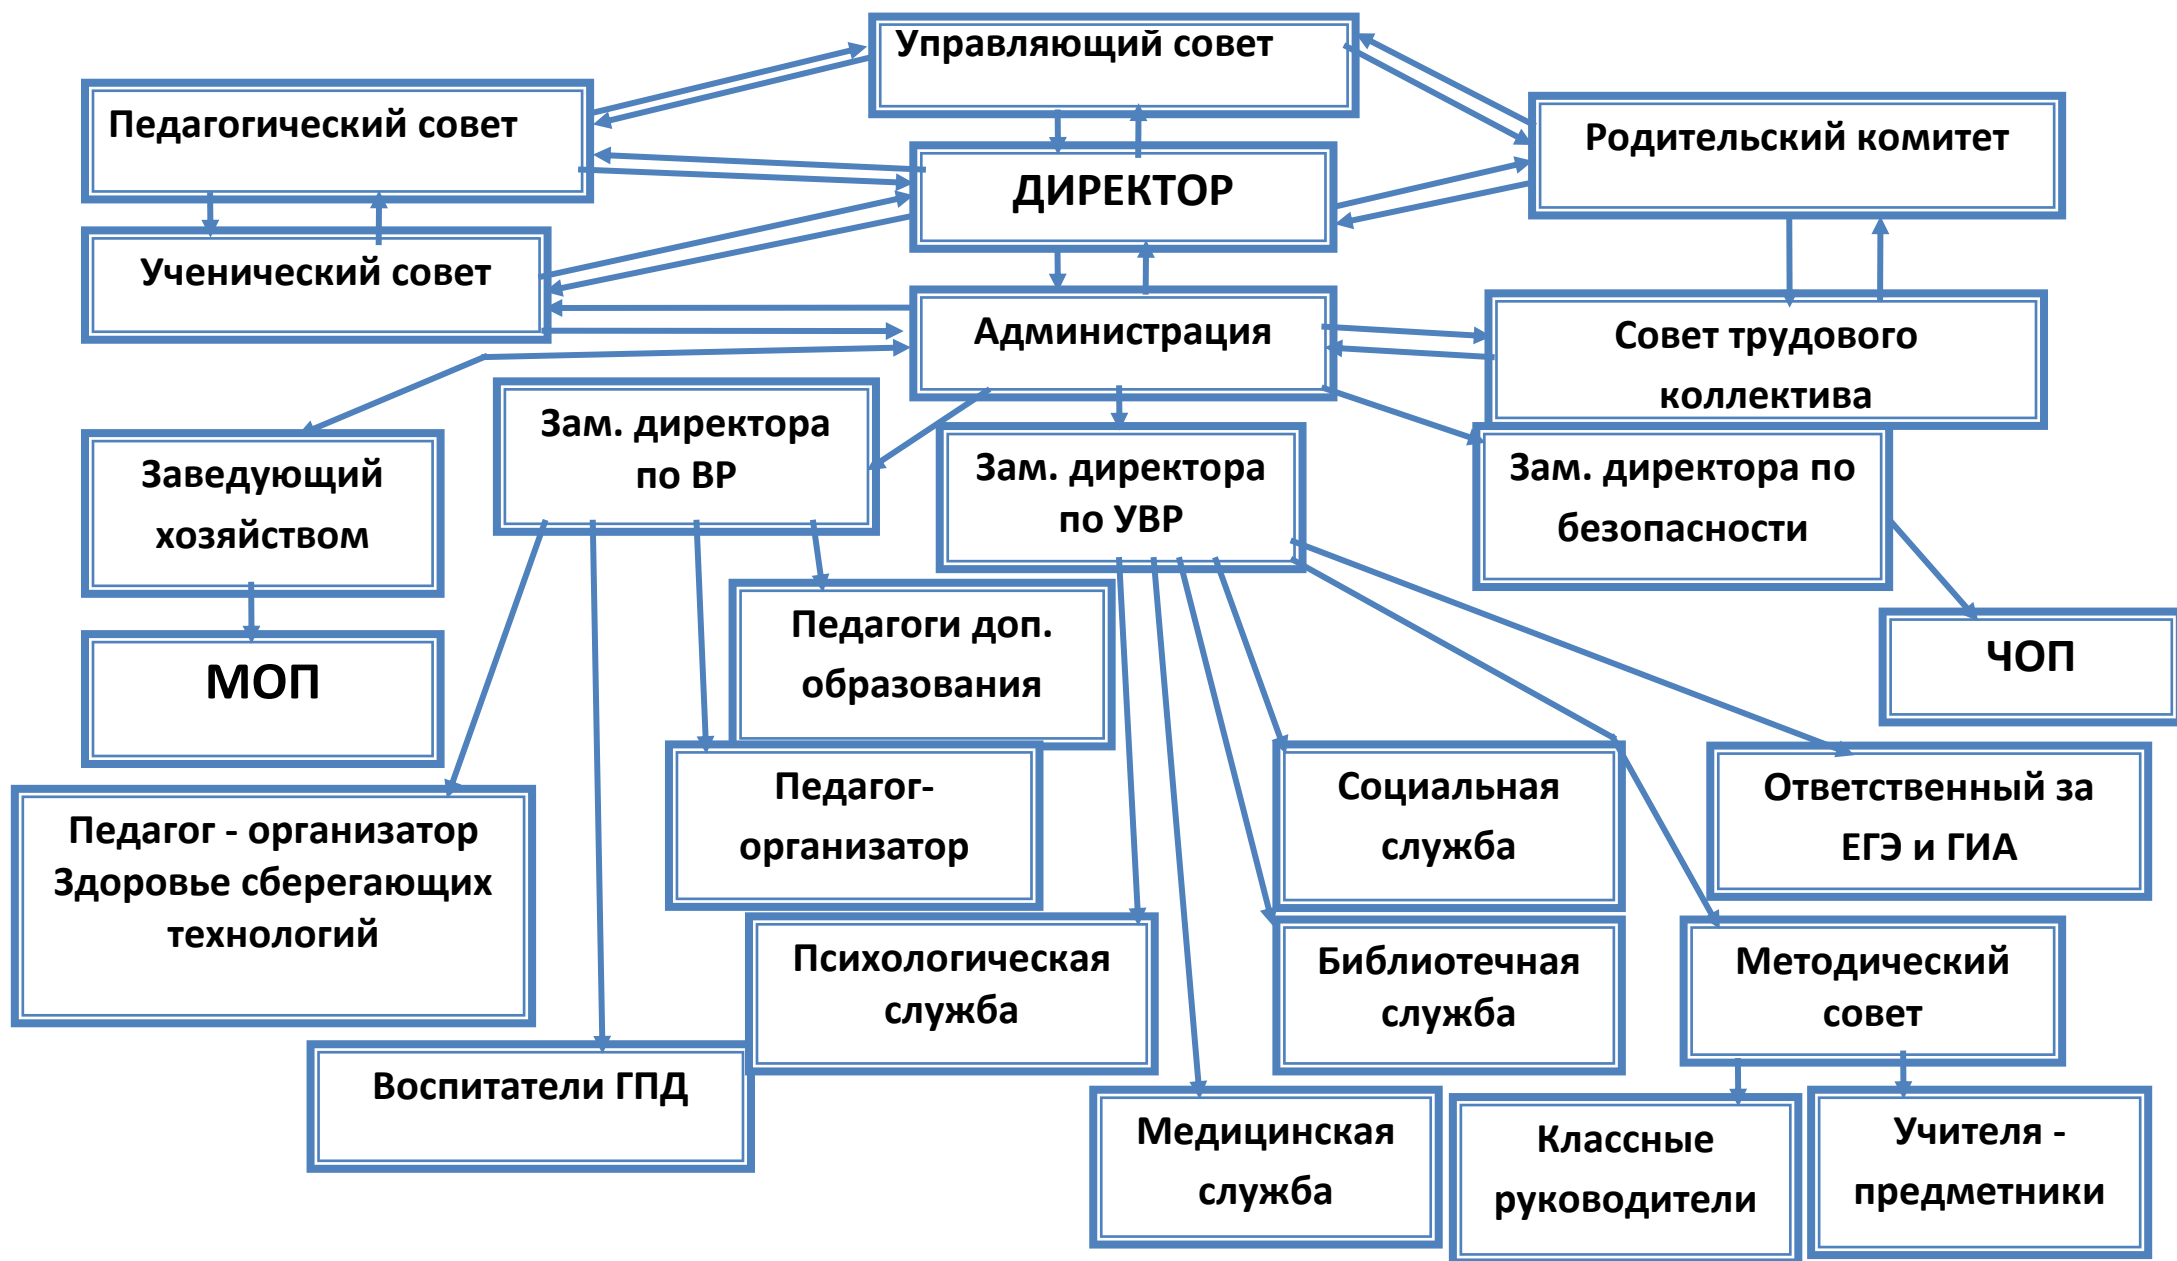 Управляющий совет
Педагогический совет
Родительский комитет
ДИРЕКТОР
Ученический совет
Администрация
Совет трудового
коллектива
Зам. директора
по ВР
Заведующий
хозяйством
Зам. директора
по УВР
Зам. директора по
безопасности
Педагоги доп.
образования
МОП
ЧОП
Педагог-
организатор
Социальная
служба
Ответственный за
ЕГЭ и ГИА
Педагог - организатор
Здоровье сберегающих
технологий
Психологическая
служба
Библиотечная
служба
Методический
совет
Воспитатели ГПД
Медицинская
служба
Классные
руководители
Учителя -
предметники